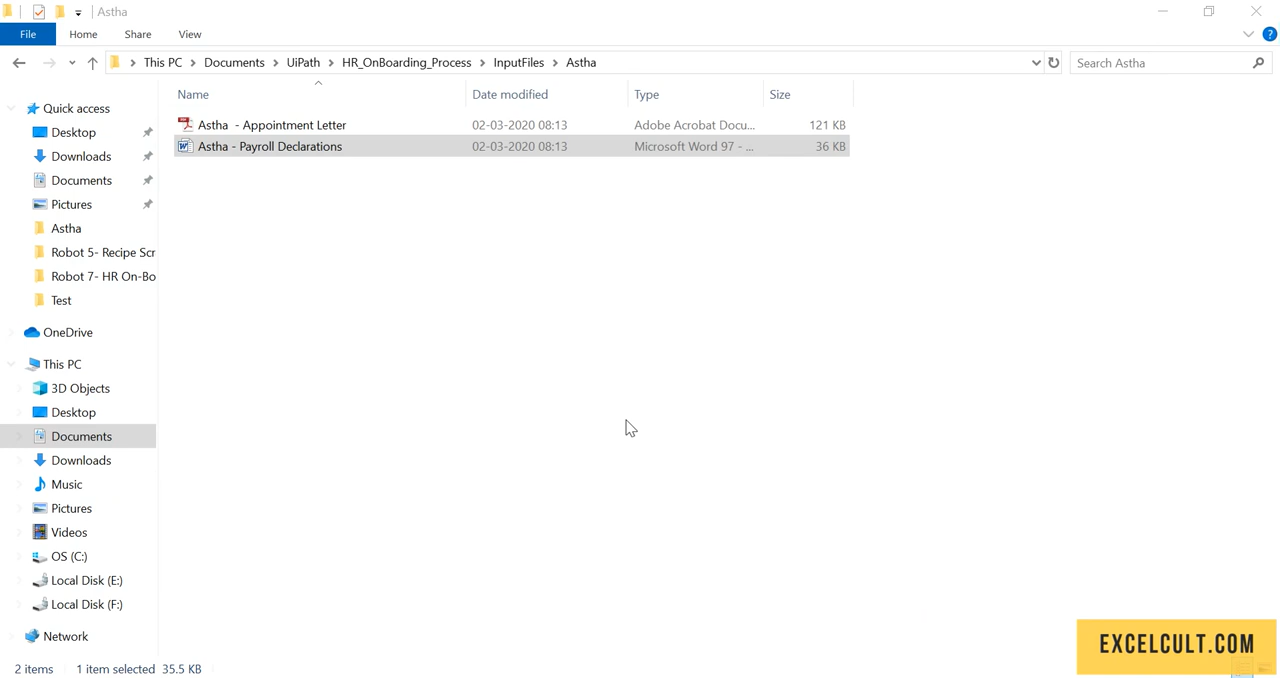 Astha
File Home Share View
This PC Documents UiPath HR_OnBoarding_Process InputFiles Astha
Search Astha
Name Date modified Type Size
Astha - Appointment Letter 02-03-2020 08:13 Adobe Acrobat Docu... 121 KB
Astha - Payroll Declarations 02-03-2020 08:13 Microsoft Word 97 - ... 36 KB
Quick access
Desktop
Downloads
Documents
Pictures
Astha
Robot 5- Recipe Scr
Robot 7- HR On-Bo
Test
OneDrive
This PC
3D Objects
Desktop
Documents
Downloads
Music
Pictures
Videos
OS (C:)
Local Disk (E:)
Local Disk (F:)
Network
2 items 1 item selected 35.5 KB
EXCELCULT.COM